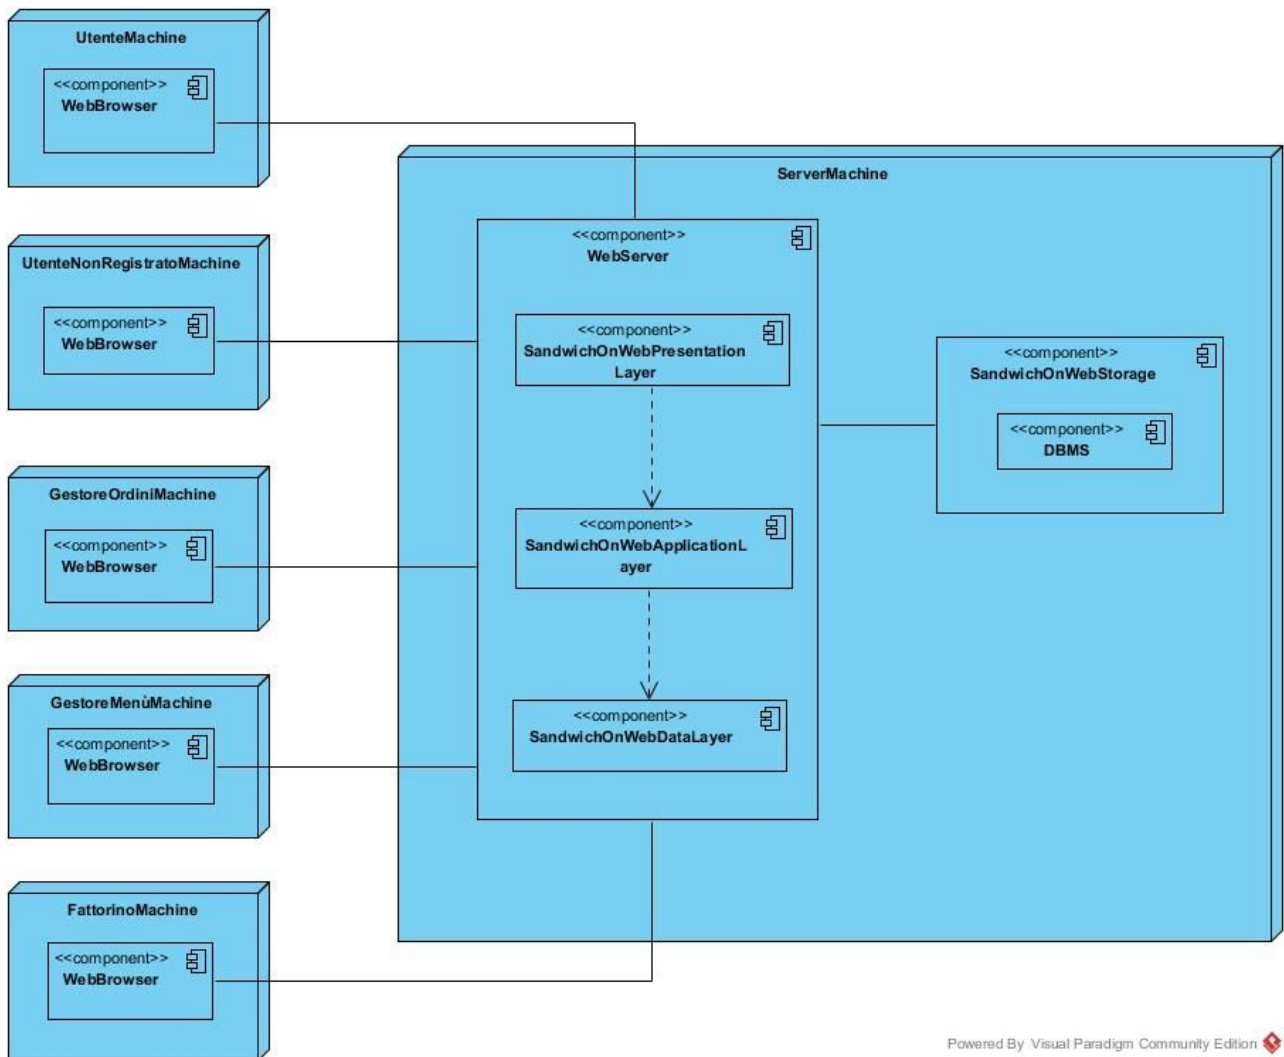 UtenteMachine
<<component>>
WebBrowser
UtenteNonRegistratoMachine
<<component>>
WebBrowser
GestoreOrdiniMachine
<<component>>
WebBrowser
GestoreMenùMachine
<<component>>
WebBrowser
FattorinoMachine
<<component>>
WebBrowser
ServerMachine
<<component>>
WebServer
<<component>>
SandwichOnWebPresentation
Layer
<<component>>
SandwichOnWebApplicationL
ayer
<<component>>
SandwichOnWebDataLayer
<<component>>
SandwichOnWebStorage
<<component>>
DBMS
Powered By Visual Paradigm Community Edition